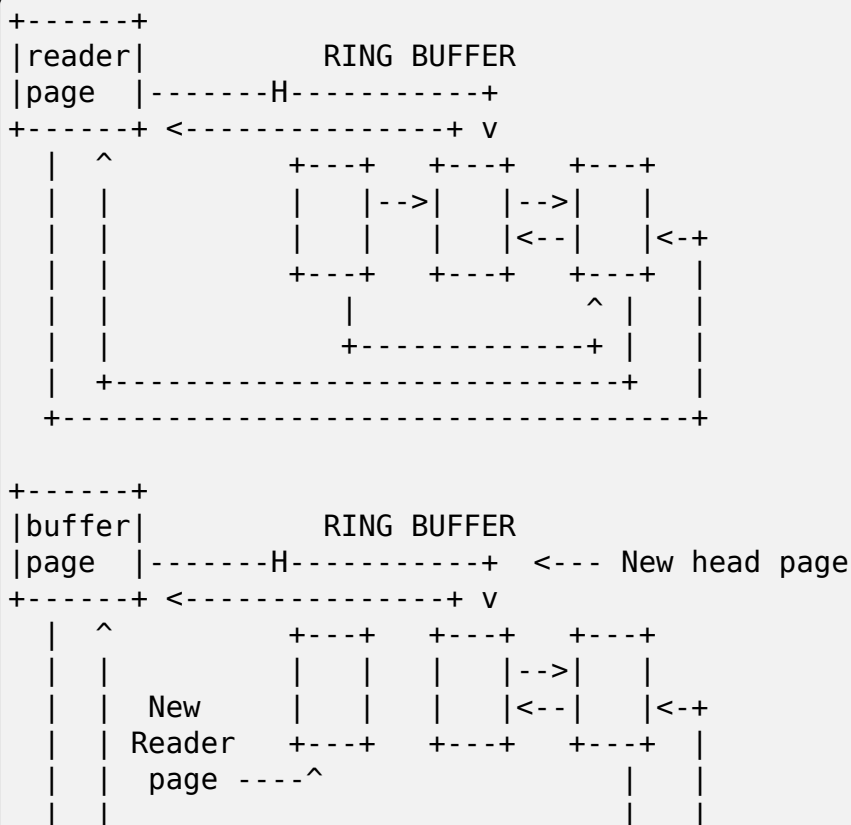 +------+
|reader|          RING BUFFER
|page  |-------H-----------+
+------+ <---------------+ v
  |  ^          +---+   +---+   +---+
  |  |          |   |-->|   |-->|   |
  |  |          |   |   |   |<--|   |<-+
  |  |          +---+   +---+   +---+  |
  |  |             |             ^ |   |
  |  |             +-------------+ |   |
  |  +-----------------------------+   |
  +------------------------------------+
+------+
|buffer|          RING BUFFER
|page  |-------H-----------+  <--- New head page
+------+ <---------------+ v
  |  ^          +---+   +---+   +---+
  |  |          |   |   |   |-->|   |
  |  |  New     |   |   |   |<--|   |<-+
  |  | Reader   +---+   +---+   +---+  |
  |  |  page ----^                 |   |
  |  |                             |   |